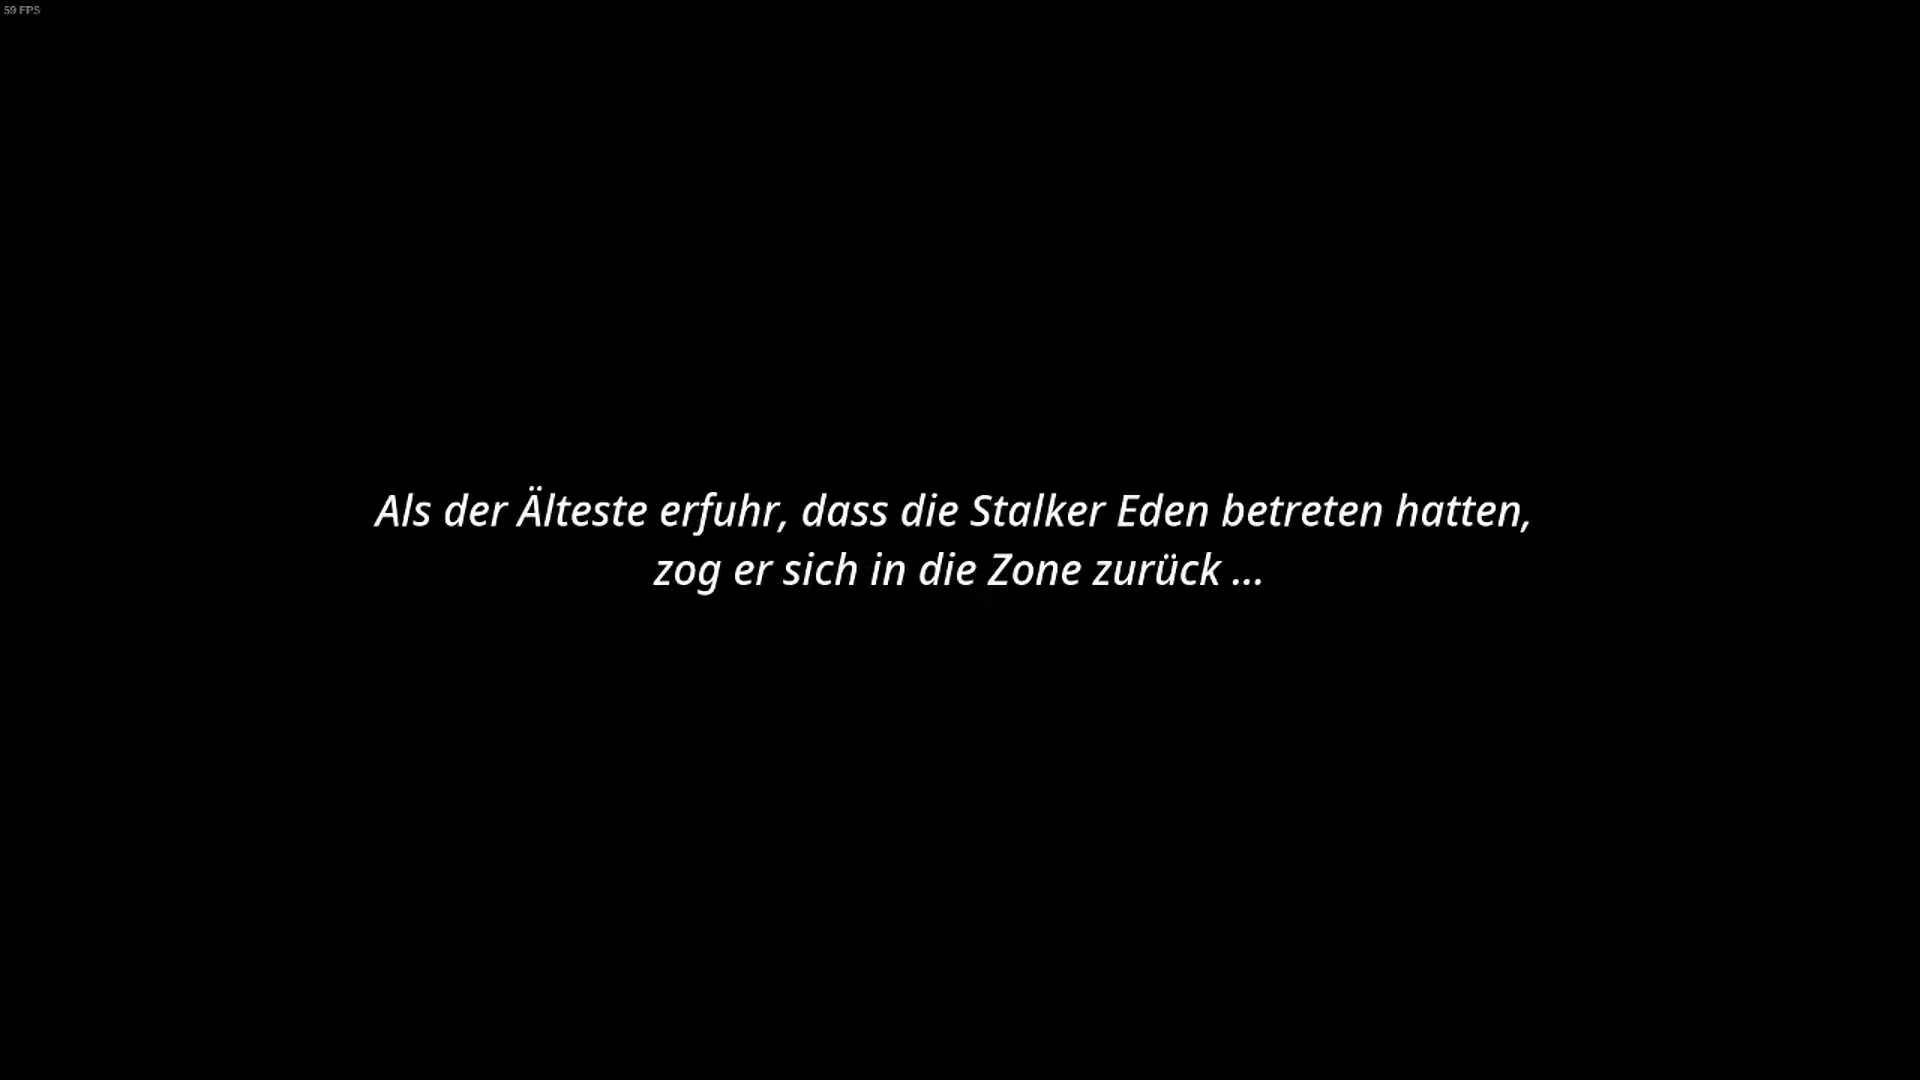 59 FPS
Als der Älteste erfuhr, dass die Stalker Eden betreten hatten,
zog er sich in die Zone zurück ...